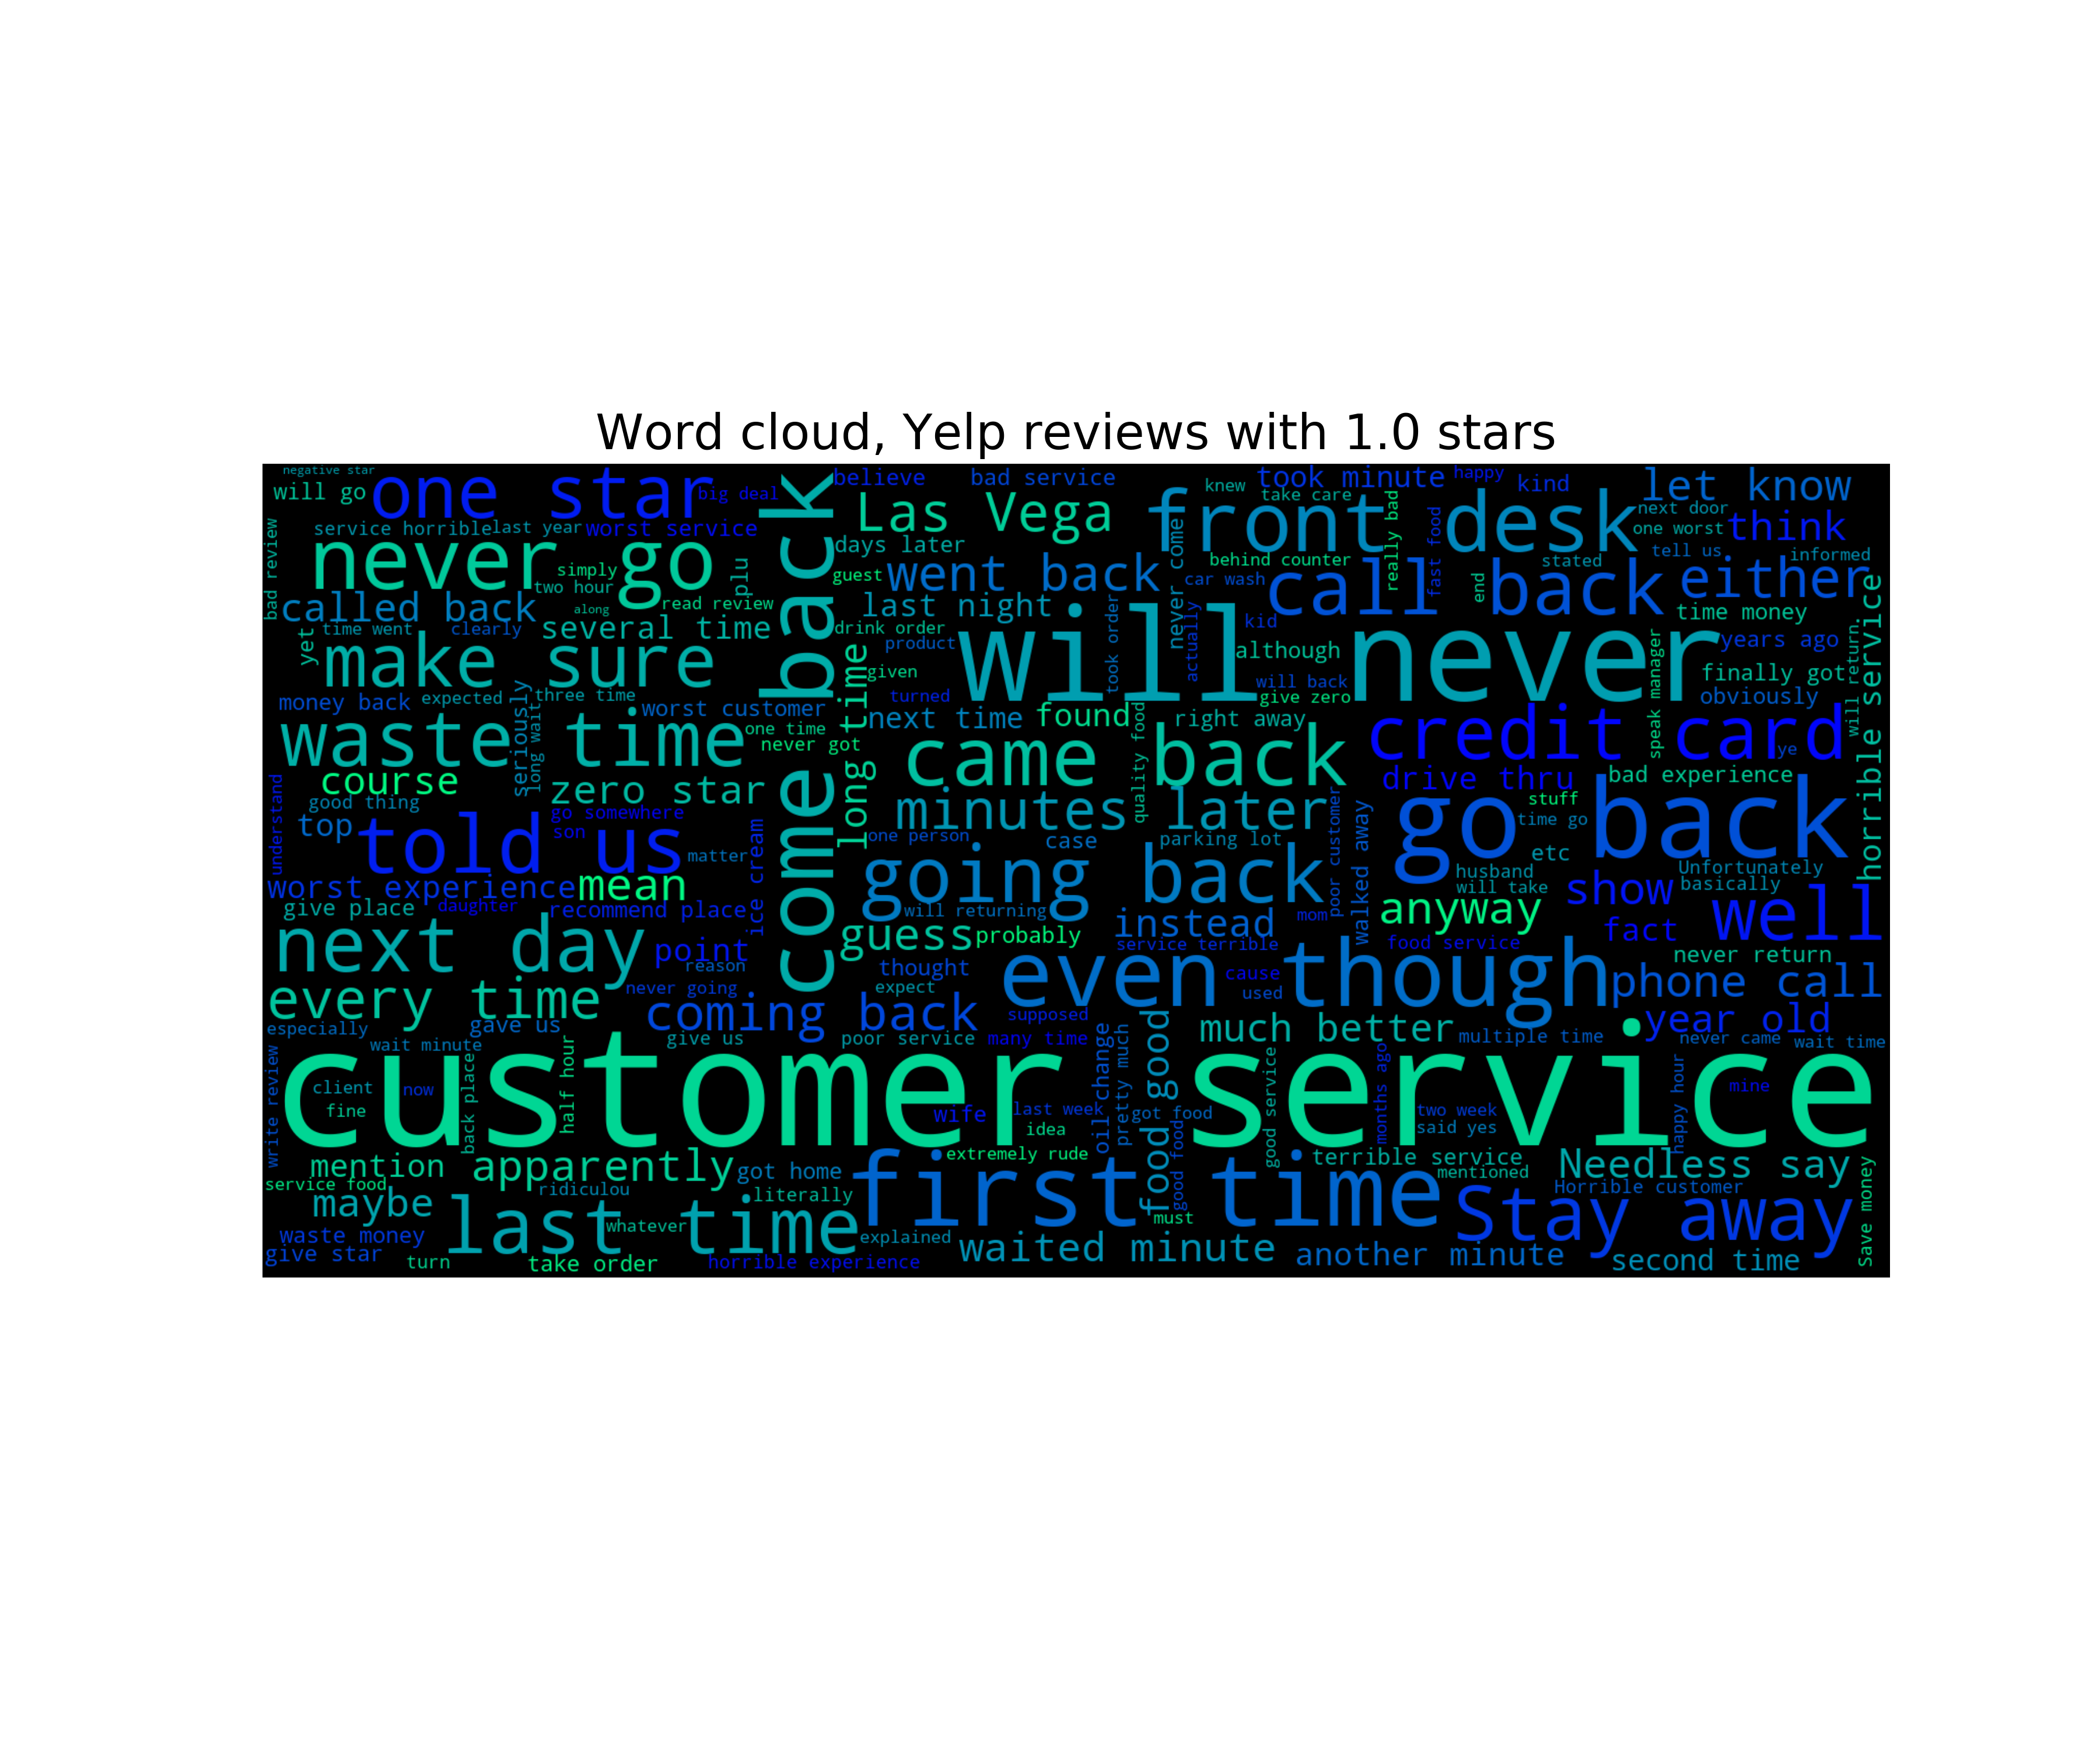 Word cloud, Yelp reviews with 1.0 stars
negative star
will go
one star
big deal
come back
believe
bad service
took minute
happy
kind
let know
knew
take care
Las Vega
front desk
next door
one worst
think
service horrible
last year
worst service
bad review
never go
simply
two hour
plu
days later
guest
went back
never come
behind counter
car wash
really bad
fast food
end
stated
tell us
informed
call back
either
called back
along
read review
last night
time money
time went
clearly
several time
drink order
product
took order
actually
kid
although
years ago
yet
make sure
long time
given
will never
speak manager
finally got
will return
horrible service
money back
expected
three time
turned
will back
give zero
obviously
seriously
long wait
worst customer
next time
found
right away
waste time
one time
never got
came back
quality food
credit card
ye
course
zero star
drive thru
bad experience
good thing
go somewhere
minutes later
stuff
understand
top
told us
son
matter
ice cream
one person
case
parking lot
poor customer
walked away
go back
time go
etc
worst experience
mean
going back
husband
Unfortunately
will take
basically
give place
daughter
recommend place
will returning
instead
mom
anyway
show
well
next day
point
reason
guess
probably
service terrible
food service
fact
never return
thought
even though
cause
used
phone call
every time
never going
expect
coming back
supposed
especially
gave us
much better
multiple time
year old
wait minute
give us
poor service
many time
never came
wait time
write review
customer service
client
now
back place
half hour
oil change
pretty much
food good
good service
months ago
happy hour
mine
fine
wife
last week
idea
got food
two week
said yes
mention
apparently
got home
extremely rude
good food
terrible service
mentioned
Needless say
service food
ridiculou
literally
first time
Horrible customer
Save money
maybe
last time
whatever
must
Stay away
waste money
explained
give star
turn
take order
horrible experience
waited minute
another minute
second time